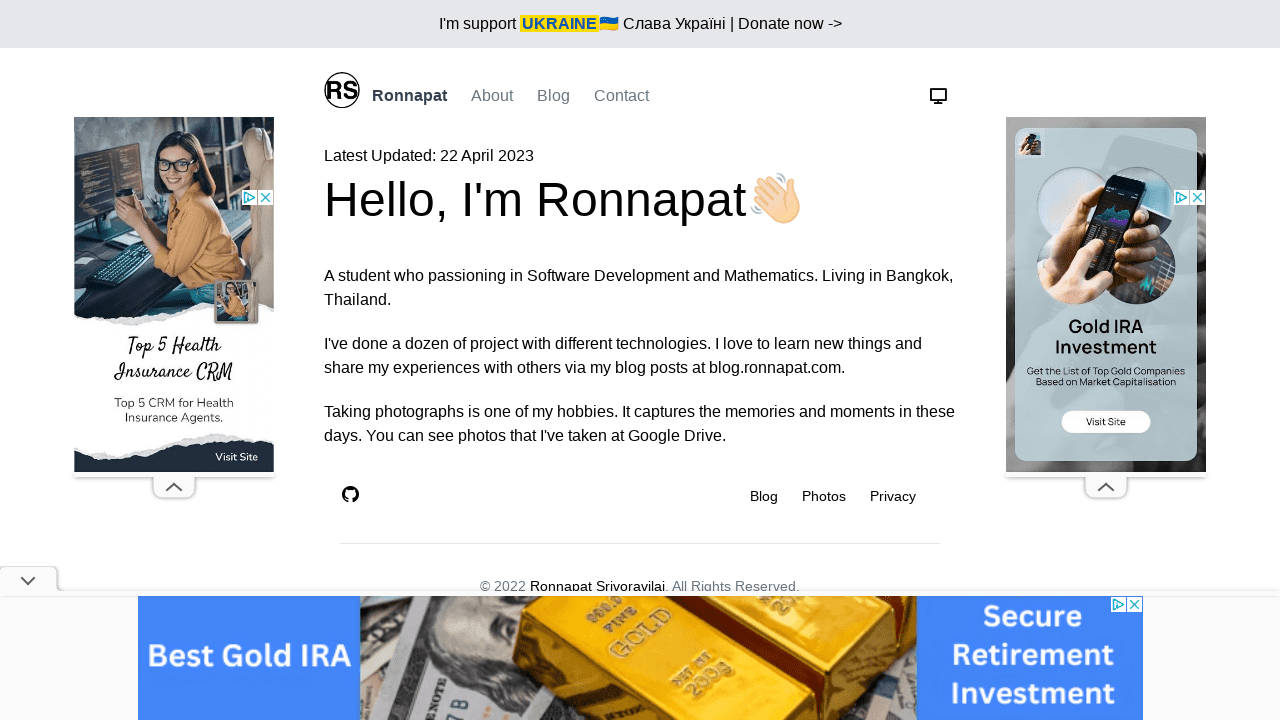 I'm support UKRAINE🇺🇦 Слава Україні | Donate now ->
RS Ronnapat About Blog Contact
Latest Updated: 22 April 2023
Hello, I'm Ronnapat👋🏻
A student who passioning in Software Development and Mathematics. Living in Bangkok,
Thailand.
I've done a dozen of project with different technologies. I love to learn new things and
share my experiences with others via my blog posts at blog.ronnapat.com.
Taking photographs is one of my hobbies. It captures the memories and moments in these
days. You can see photos that I've taken at Google Drive.
Blog Photos Privacy
© 2022 Ronnapat Srivoravilai. All Rights Reserved.
Top 5 Health
Insurance CRM
Top 5 CRM for Health
Insurance Agents.
Visit Site
Gold IRA
Investment
Get the List of Top Gold Companies
Based on Market Capitalisation
Visit Site
Best Gold IRA
FINE
GOLD
999.9
NET WT
200g
Secure
Retirement
Investment